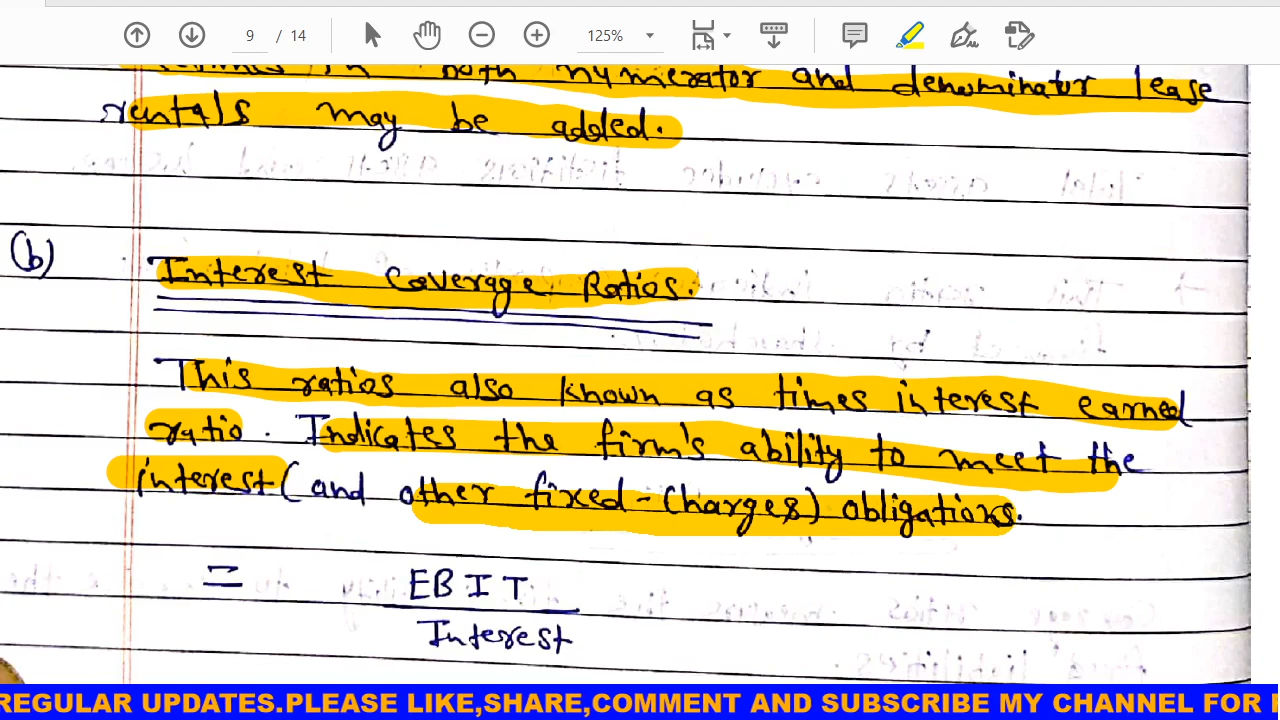 9 / 14 125%
both numerator and denominator lease
rentals may be added.
(b) Interest Coverage Ratios.
This ratios also known as times interest earned
ratio. Indicates the firm's ability to meet the
interest (and other fixed-charges) obligations.
= EBIT
Interest
REGULAR UPDATES.PLEASE LIKE,SHARE,COMMENT AND SUBSCRIBE MY CHANNEL FOR